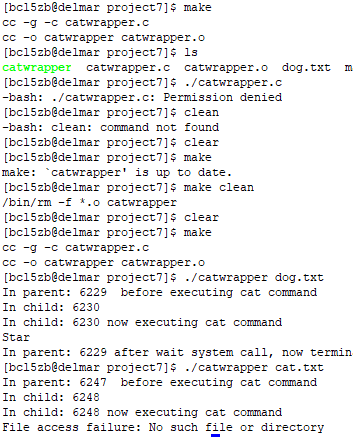 [bcl5zb@delmar project7]$ make
cc -g -c catwrapper.c
cc -o catwrapper catwrapper.o
[bcl5zb@delmar project7]$ ls
catwrapper catwrapper.c catwrapper.o dog.txt m
[bcl5zb@delmar project7]$ ./catwrapper.c
-bash: ./catwrapper.c: Permission denied
[bcl5zb@delmar project7]$ clean
-bash: clean: command not found
[bcl5zb@delmar project7]$ clear
[bcl5zb@delmar project7]$ make
make: `catwrapper' is up to date.
[bcl5zb@delmar project7]$ make clean
/bin/rm -f *.o catwrapper
[bcl5zb@delmar project7]$ clear
[bcl5zb@delmar project7]$ make
cc -g -c catwrapper.c
cc -o catwrapper catwrapper.o
[bcl5zb@delmar project7]$ ./catwrapper dog.txt
In parent: 6229 before executing cat command
In child: 6230
In child: 6230 now executing cat command
Star
In parent: 6229 after wait system call, now termin
[bcl5zb@delmar project7]$ ./catwrapper cat.txt
In parent: 6247 before executing cat command
In child: 6248
In child: 6248 now executing cat command
File access failure: No such file or directory